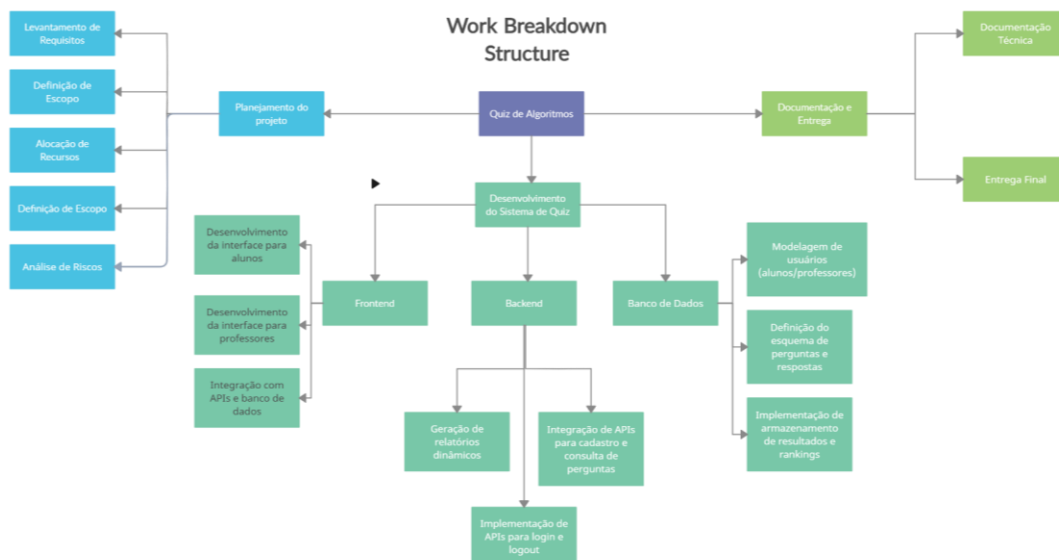 Work Breakdown
Structure
Levantamento de
Requisitos
Definição de
Escopo
Alocação de
Recursos
Definição de Escopo
Análise de Riscos
Planejamento do
projeto
Quiz de Algoritmos
Documentação e
Entrega
Documentação
Técnica
Entrega Final
Desenvolvimento
do Sistema de Quiz
Frontend
Backend
Banco de Dados
Desenvolvimento
da interface para
alunos
Desenvolvimento
da interface para
professores
Integração com
APIs e banco de
dados
Geração de
relatórios
dinâmicos
Integração de APIs
para cadastro e
consulta de
perguntas
Implementação de
APIs para login e
logout
Modelagem de
usuários
(alunos/professores)
Definição do
esquema de
perguntas e
respostas
Implementação de
armazenamento
de resultados e
rankings